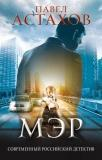 ПАВЕЛ
АСТАХОВ
МЭР
СОВРЕМЕННЫЙ РОССИЙСКИЙ ДЕТЕКТИВ